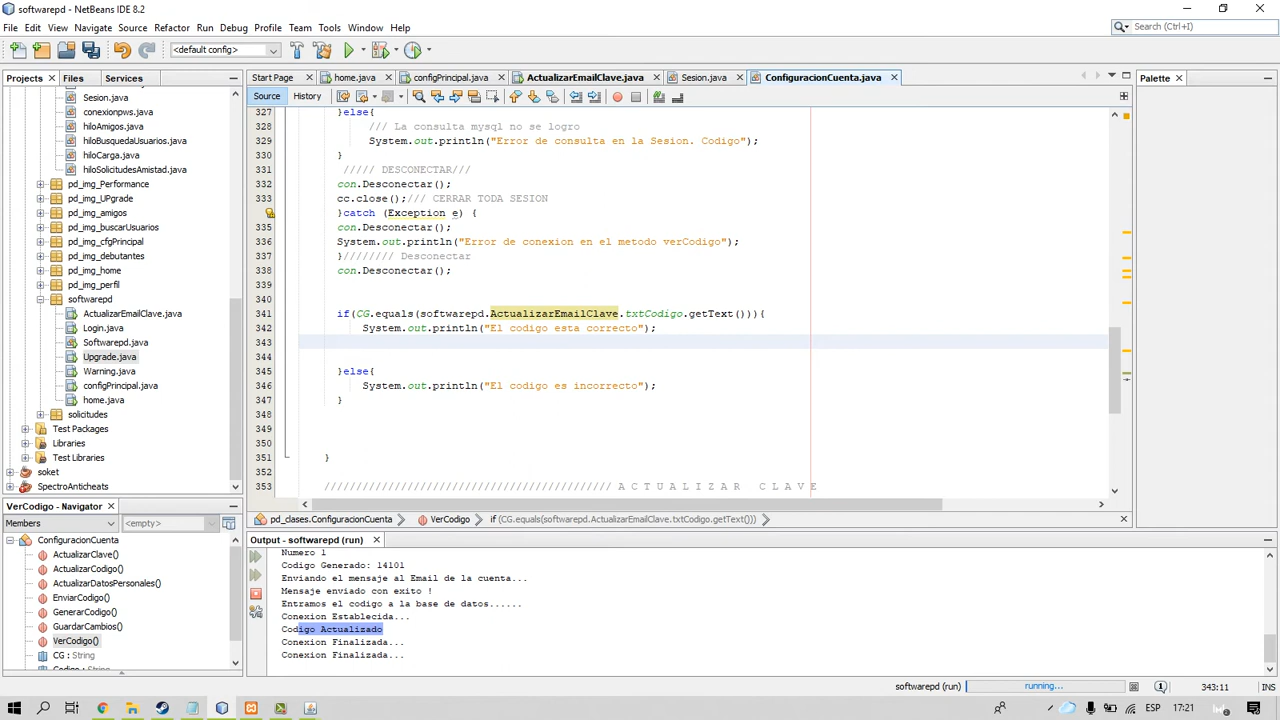 softwarepd - NetBeans IDE 8.2
File Edit View Navigate Source Refactor Run Debug Profile Team Tools Window Help
Search (Ctrl+I)
<default config>
Projects Files Services
Start Page home.java configPrincipal.java ActualizarEmailClave.java Sesion.java ConfiguracionCuenta.java
Palette
Source History
Sesion.java
conexionpws.java
hiloAmigos.java
hiloBusquedaUsuarios.java
hiloCarga.java
hiloSolicitudesAmistad.java
pd_img_Performance
pd_img_UPgrade
pd_img_amigos
pd_img_buscarUsuarios
pd_img_cfgPrincipal
pd_img_debutantes
pd_img_home
pd_img_perfil
softwarepd
ActualizarEmailClave.java
Login.java
Softwarepd.java
Upgrade.java
Warning.java
configPrincipal.java
home.java
solicitudes
Test Packages
Libraries
Test Libraries
soket
SpectroAnticheats
327 }else{
328 /// La consulta mysql no se logro
329 System.out.println("Error de consulta en la Sesion. Codigo");
330 }
331 ///// DESCONECTAR///
332 con.Desconectar();
333 cc.close();/// CERRAR TODA SESION
}catch (Exception e) {
335 con.Desconectar();
336 System.out.println("Error de conexion en el metodo verCodigo");
337 }//////// Desconectar
338 con.Desconectar();
339
340
341 if(CG.equals(softwarepd.ActualizarEmailClave.txtCodigo.getText())){
342 System.out.println("El codigo esta correcto");
343
344
345 }else{
346 System.out.println("El codigo es incorrecto");
347 }
348
349
350
351 }
352
353 //////////////////////////////////////////// A C T U A L I Z A R C L A V E
VerCodigo - Navigator
Members <empty>
ConfiguracionCuenta
ActualizarClave()
ActualizarCodigo()
ActualizarDatosPersonales()
EnviarCodigo()
GenerarCodigo()
GuardarCambios()
VerCodigo()
CG : String
Codigo : String
pd_clases.ConfiguracionCuenta VerCodigo if (CG.equals(softwarepd.ActualizarEmailClave.txtCodigo.getText()))
Output - softwarepd (run)
Numero 1
Codigo Generado: 14101
Enviando el mensaje al Email de la cuenta...
Mensaje enviado con exito !
Entramos el codigo a la base de datos......
Conexion Establecida...
Codigo Actualizado
Conexion Finalizada...
Conexion Finalizada...
softwarepd (run) running... 1 343:11 INS
ESP 17:21